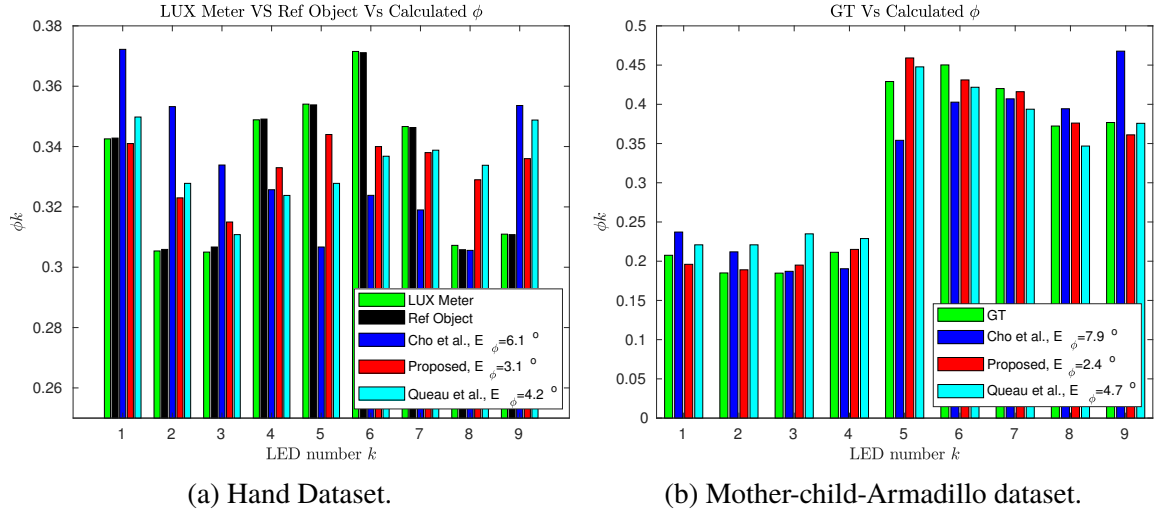 LUX Meter VS Ref Object Vs Calculated ϕ
0.38
0.36
0.34
0.32
0.3
0.28
0.26
ϕk
LUX Meter
Ref Object
Cho et al., E ϕ=6.1 o
Proposed, E ϕ=3.1 o
Queau et al., E ϕ=4.2 o
1 2 3 4 5 6 7 8 9
LED number k
(a) Hand Dataset.
GT Vs Calculated ϕ
0.5
0.45
0.4
0.35
0.3
0.25
0.2
0.15
0.1
0.05
0
ϕk
GT
Cho et al., E ϕ=7.9 o
Proposed, E ϕ=2.4 o
Queau et al., E ϕ=4.7 o
1 2 3 4 5 6 7 8 9
LED number k
(b) Mother-child-Armadillo dataset.